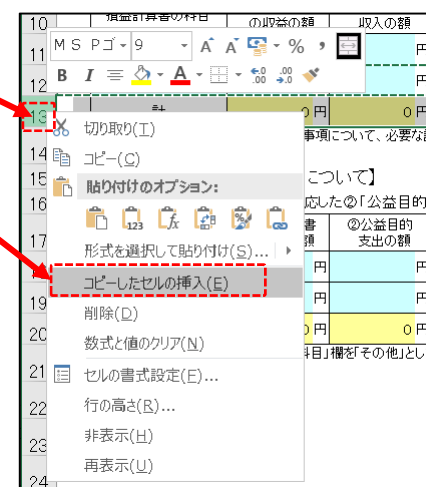 10 損益計算書の科目 の収益の額 収入の額
ＭＳ Ｐゴ 9 A A % ,
11 円
B I A .0 .00
12 円
13 計 0 円 0 円
切り取り(T) 事項について、必要な
14 コピー(C)
15 貼り付けのオプション: について】
16 応した②「公益目的
123 fx
17 書 ②公益目的
額 支出の額
形式を選択して貼り付け(S)...
円 円
コピーしたセルの挿入(E)
19 円 円
削除(D)
20 0 円 0 円
数式と値のクリア(N)
科目」欄を「その他」とし
21 セルの書式設定(F)...
22 行の高さ(R)...
23 非表示(H)
再表示(U)
24